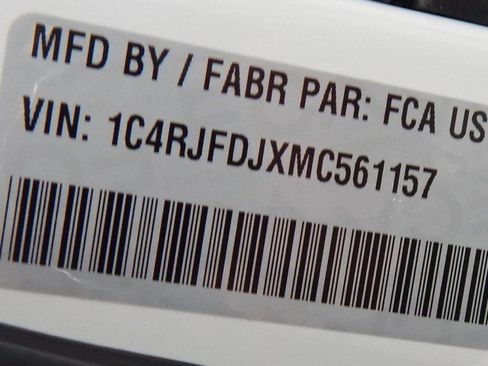 MFD BY / FABR PAR: FCA US
VIN: 1C4RJFDJXMC561157